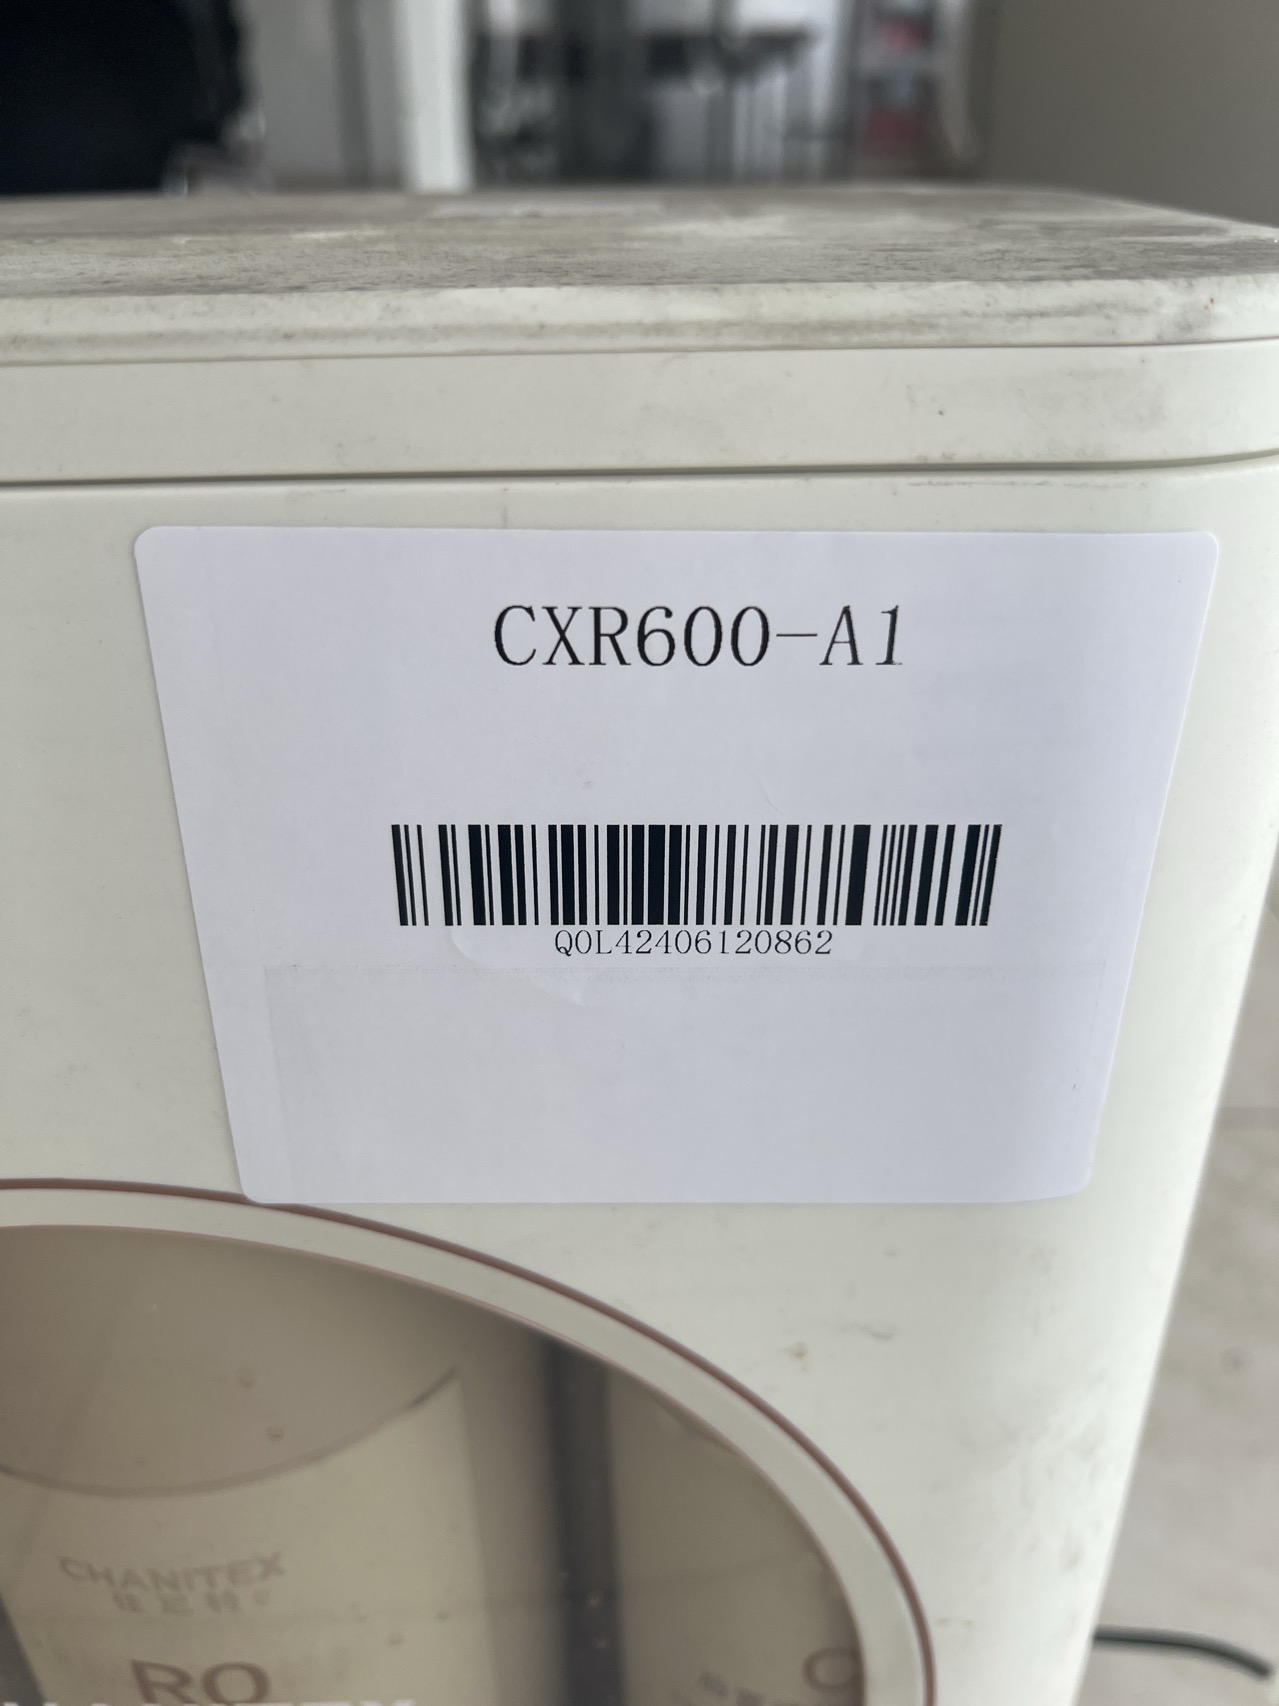 CXR600-A1
Q0L42406120862
CHANITEX
RO